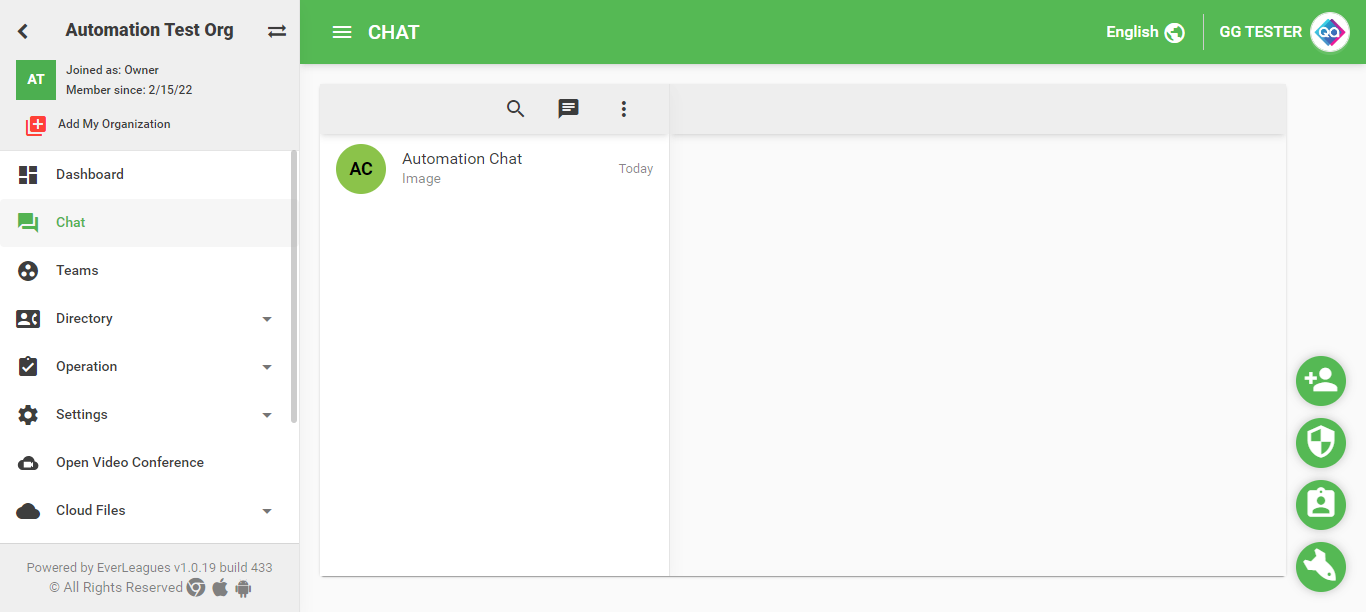 Automation Test Org
AT
Joined as: Owner
Member since: 2/15/22
Add My Organization
Dashboard
Chat
Teams
Directory
Operation
Settings
Open Video Conference
Cloud Files
Powered by EverLeagues v1.0.19 build 433
© All Rights Reserved
CHAT
English
GG TESTER
QA
AC
Automation Chat
Image
Today